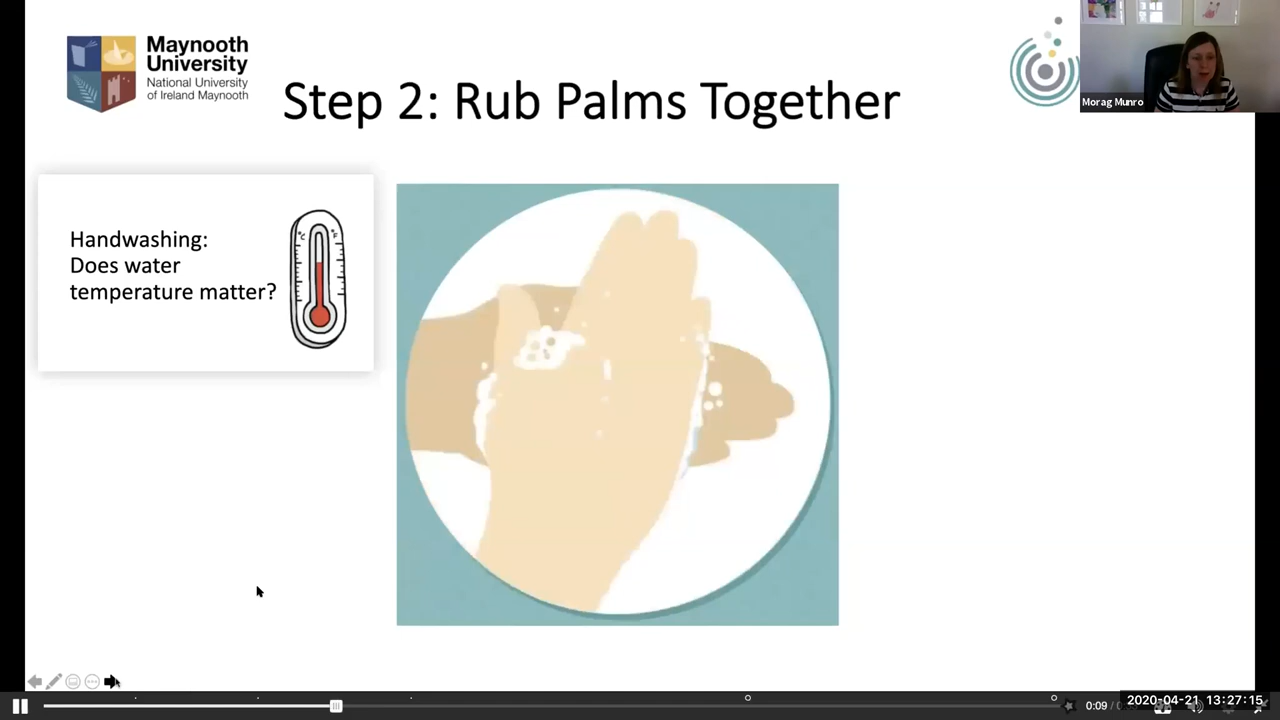 Maynooth
University
National University
of Ireland Maynooth
Step 2: Rub Palms Together
Morag Munro
Handwashing:
Does water
temperature matter?
°C
°F
0:09 /
2020-04-21 13:27:15